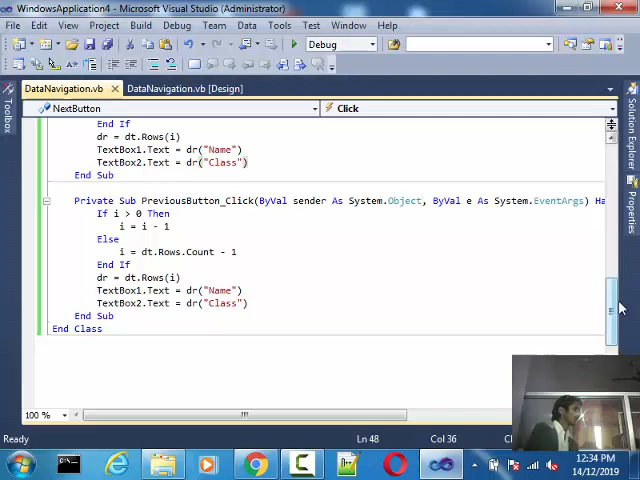 WindowsApplication4 - Microsoft Visual Studio (Administrator)
File Edit View Project Build Debug Team Data Tools Test Window Help
Debug
DataNavigation.vb DataNavigation.vb [Design]
NextButton Click
End If
dr = dt.Rows(i)
TextBox1.Text = dr("Name")
TextBox2.Text = dr("Class")
End Sub
Private Sub PreviousButton_Click(ByVal sender As System.Object, ByVal e As System.EventArgs) Ha
If i > 0 Then
i = i - 1
Else
i = dt.Rows.Count - 1
End If
dr = dt.Rows(i)
TextBox1.Text = dr("Name")
TextBox2.Text = dr("Class")
End Sub
End Class
Toolbox
Solution Explorer
Properties
100 %
Ready Ln 48 Col 36
12:34 PM
14/12/2019